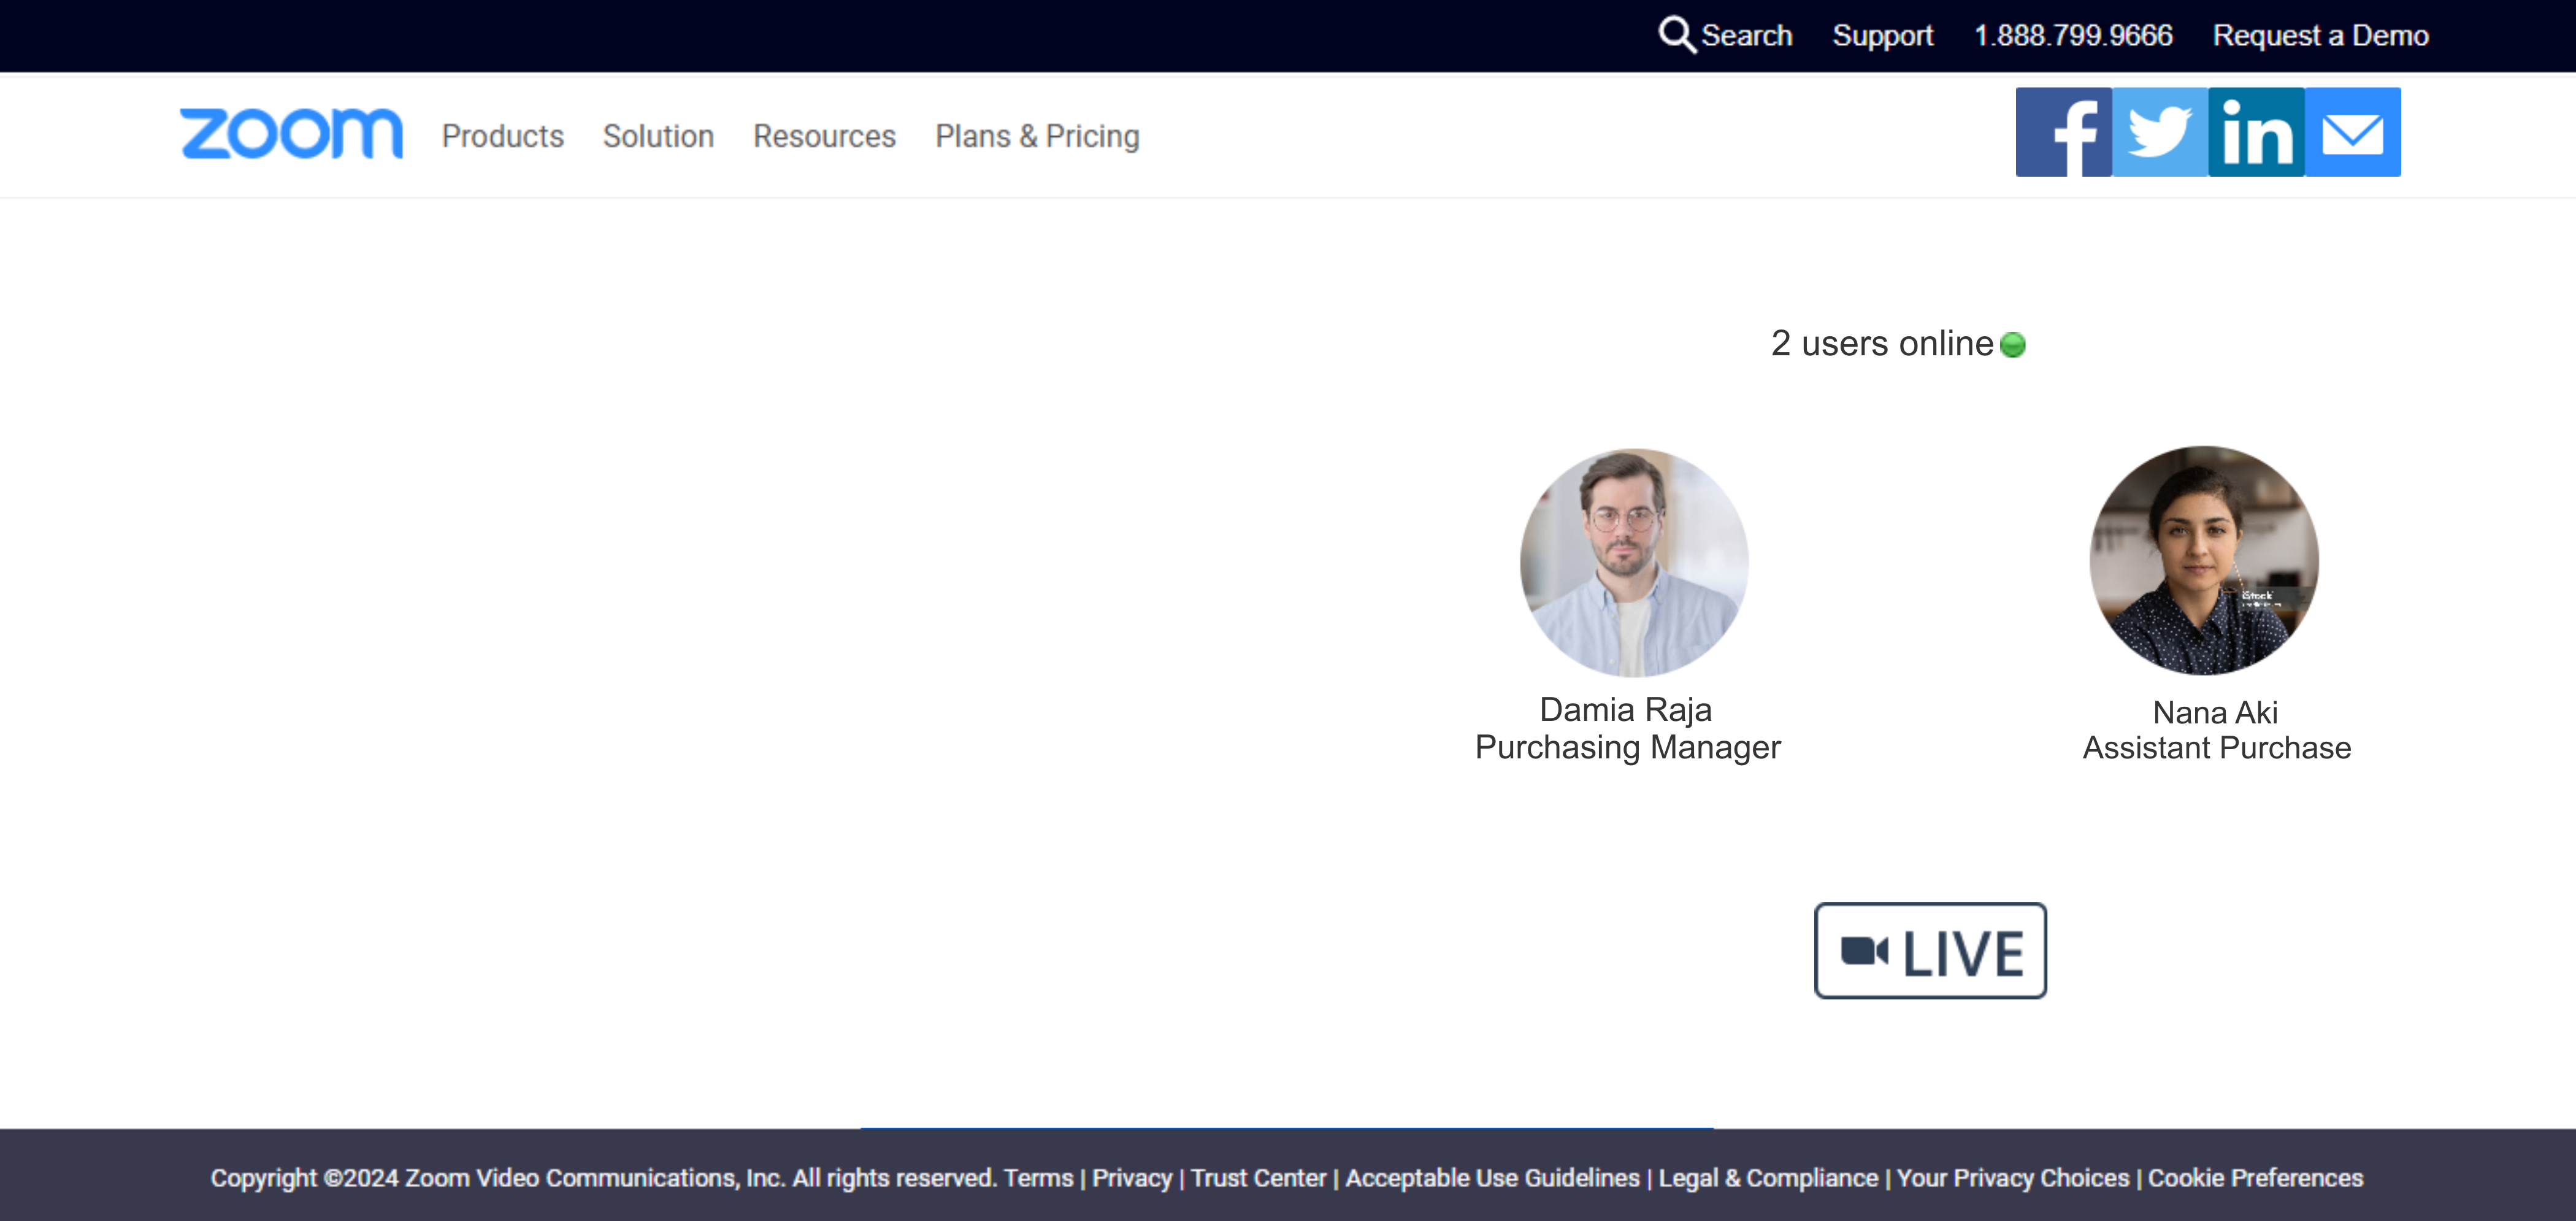 Search Support 1.888.799.9666 Request a Demo
zoom Products Solution Resources Plans & Pricing
2 users online
iStock
Damia Raja
Purchasing Manager
Nana Aki
Assistant Purchase
LIVE
Copyright ©2024 Zoom Video Communications, Inc. All rights reserved. Terms | Privacy | Trust Center | Acceptable Use Guidelines | Legal & Compliance | Your Privacy Choices | Cookie Preferences